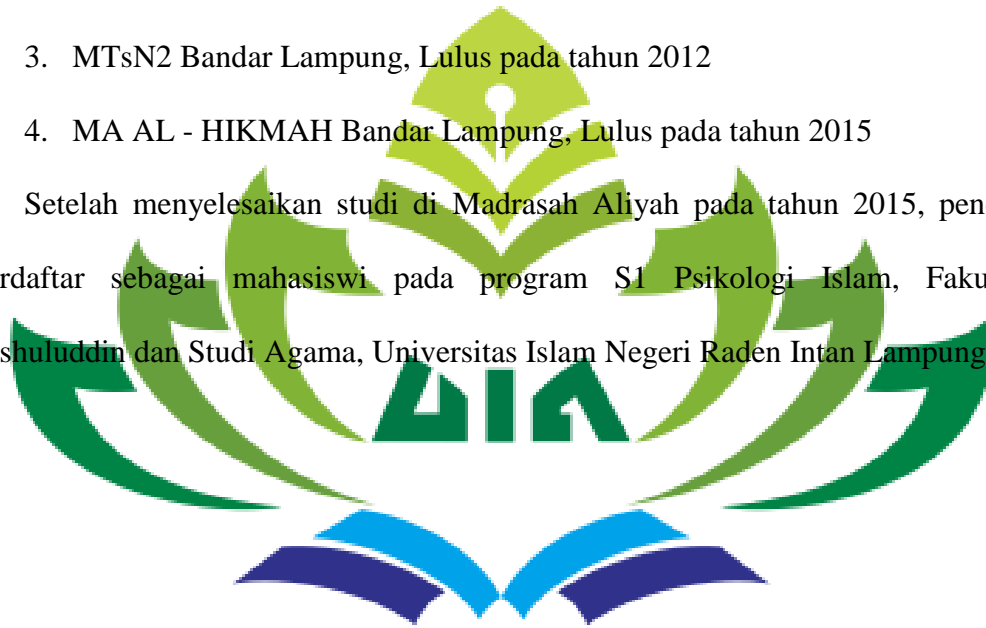 3. MTsN2 Bandar Lampung, Lulus pada tahun 2012
4. MA AL - HIKMAH Bandar Lampung, Lulus pada tahun 2015
Setelah menyelesaikan studi di Madrasah Aliyah pada tahun 2015, pen
rdaftar sebagai mahasiswi pada program S1 Psikologi Islam, Faku
shuluddin dan Studi Agama, Universitas Islam Negeri Raden Intan Lampung
UIN